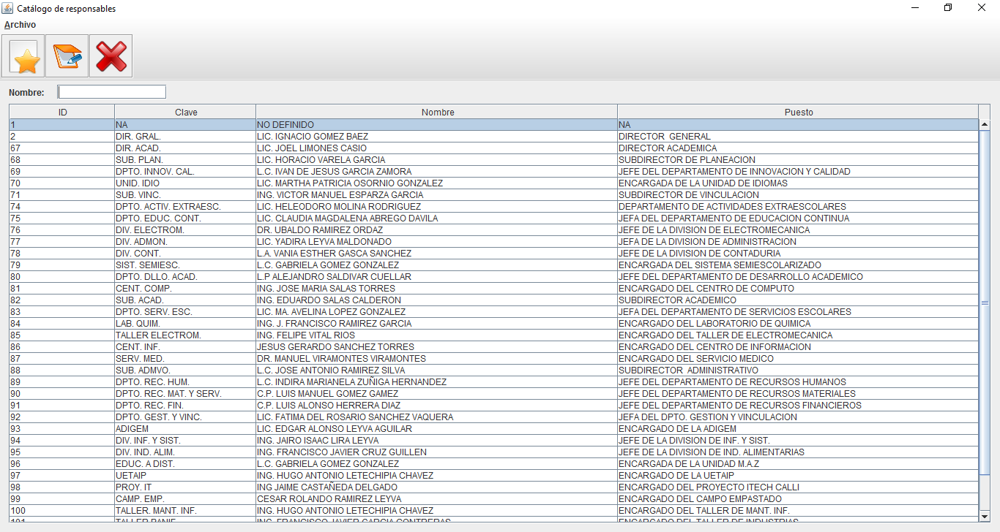 Catálogo de responsables
Archivo
Nombre:
ID Clave Nombre Puesto
1 NA NO DEFINIDO NA
2 DIR. GRAL. LIC. IGNACIO GOMEZ BAEZ DIRECTOR GENERAL
67 DIR. ACAD. LIC. JOEL LIMONES CASIO DIRECTOR ACADEMICA
68 SUB. PLAN. LIC. HORACIO VARELA GARCIA SUBDIRECTOR DE PLANEACION
69 DPTO. INNOV. CAL. L.C. IVAN DE JESUS GARCIA ZAMORA JEFE DEL DEPARTAMENTO DE INNOVACION Y CALIDAD
70 UNID. IDIO LIC. MARTHA PATRICIA OSORNIO GONZALEZ ENCARGADA DE LA UNIDAD DE IDIOMAS
71 SUB. VINC. ING. VICTOR MANUEL ESPARZA GARCIA SUBDIRECTOR DE VINCULACION
74 DPTO. ACTIV. EXTRAESC. LIC. HELEODORO MOLINA RODRIGUEZ DEPARTAMENTO DE ACTIVIDADES EXTRAESCOLARES
75 DPTO. EDUC. CONT. LIC. CLAUDIA MAGDALENA ABREGO DAVILA JEFA DEL DEPARTAMENTO DE EDUCACION CONTINUA
76 DIV. ELECTROM. DR. UBALDO RAMIREZ ORDAZ JEFE DE LA DIVISION DE ELECTROMECANICA
77 DIV. ADMON. LIC. YADIRA LEYVA MALDONADO JEFA DE LA DIVISION DE ADMINISTRACION
78 DIV. CONT. L.A. VANIA ESTHER GASCA SANCHEZ JEFE DE LA DIVISION DE CONTADURIA
79 SIST. SEMIESC. L.C. GABRIELA GOMEZ GONZALEZ ENCARGADA DEL SISTEMA SEMIESCOLARIZADO
80 DPTO. DLLO. ACAD. L.P ALEJANDRO SALDIVAR CUELLAR JEFE DEL DEPARTAMENTO DE DESARROLLO ACADEMICO
81 CENT. COMP. ING. JOSE MARIA SALAS TORRES ENCARGADO DEL CENTRO DE COMPUTO
82 SUB. ACAD. ING. EDUARDO SALAS CALDERON SUBDIRECTOR ACADEMICO
83 DPTO. SERV. ESC. LIC. MA. AVELINA LOPEZ GONZALEZ JEFA DEL DEPARTAMENTO DE SERVICIOS ESCOLARES
84 LAB. QUIM. ING. J. FRANCISCO RAMIREZ GARCIA ENCARGADO DEL LABORATORIO DE QUIMICA
85 TALLER ELECTROM. ING. FELIPE VITAL RIOS ENCARGADO DEL TALLER DE ELECTROMECANICA
86 CENT. INF. JESUS GERARDO SANCHEZ TORRES ENCARGADO DEL CENTRO DE INFORMACION
87 SERV. MED. DR. MANUEL VIRAMONTES VIRAMONTES ENCARGADO DEL SERVICIO MEDICO
88 SUB. ADMVO. L.C. JOSE ANTONIO RAMIREZ SILVA SUBDIRECTOR ADMINISTRATIVO
89 DPTO. REC. HUM. L.C. INDIRA MARIANELA ZUÑIGA HERNANDEZ JEFE DEL DEPARTAMENTO DE RECURSOS HUMANOS
90 DPTO. REC. MAT. Y SERV. C.P. LUIS MANUEL GOMEZ GAMEZ JEFE DEL DEPARTAMENTO DE RECURSOS MATERIALES
91 DPTO. REC. FIN. C.P. LUIS ALONSO HERRERA DIAZ JEFE DEL DEPARTAMENTO DE RECURSOS FINANCIEROS
92 DPTO. GEST. Y VINC. LIC. FATIMA DEL ROSARIO SANCHEZ VAQUERA JEFA DEL DPTO. GESTION Y VINCULACION
93 ADIGEM LIC. EDGAR ALONSO LEYVA AGUILAR ENCARGADO DE LA ADIGEM
94 DIV. INF. Y SIST. ING. JAIRO ISAAC LIRA LEYVA JEFE DE LA DIVISION DE INF. Y SIST.
95 DIV. IND. ALIM. ING. FRANCISCO JAVIER CRUZ GUILLEN JEFE DE LA DIVISION DE IND. ALIMENTARIAS
96 EDUC. A DIST. L.C. GABRIELA GOMEZ GONZALEZ ENCARGADA DE LA UNIDAD M.A.Z
97 UETAIP ING. HUGO ANTONIO LETECHIPIA CHAVEZ ENCARGADO DE LA UETAIP
98 PROY. IT ING JAIME CASTAÑEDA DELGADO ENCARGADO DEL PROYECTO ITECH CALLI
99 CAMP. EMP. CESAR ROLANDO RAMIREZ LEYVA ENCARGADO DEL CAMPO EMPASTADO
100 TALLER. MANT. INF. ING. HUGO ANTONIO LETECHIPIA CHAVEZ ENCARGADO DEL TALLER DE MANT. INF.
101 TALLER PANIF. ING. FRANCISCO JAVIER GARCIA CONTRERAS ENCARGADO DEL TALLER DE INDUSTRIAS